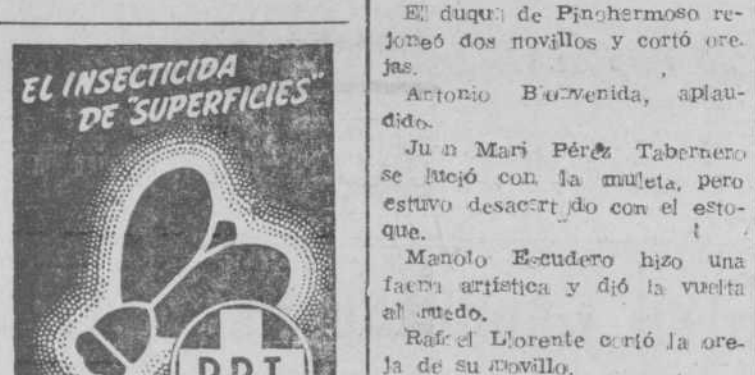 EL INSECTICIDA
DE "SUPERFICIES"
DDT
El duque de Pinohermoso re-
joneó dos novillos y cortó ore-
jas.
Antonio Bienvenida, aplau-
dido.
Juan Mari Pérez Tabernero
se lució con la muleta, pero
estuvo desacertado con el esto-
que.
Manolo Escudero hizo una
faena artística y dió la vuelta
al ruedo.
Rafael Llorente cortó la ore-
ja de su novillo.